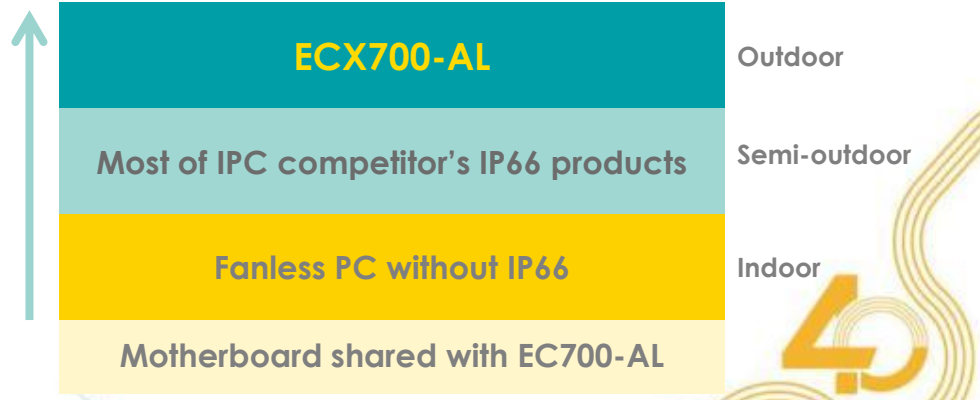 ECX700-AL
Outdoor
Most of IPC competitor's IP66 products
Semi-outdoor
Fanless PC without IP66
Indoor
Motherboard shared with EC700-AL
40